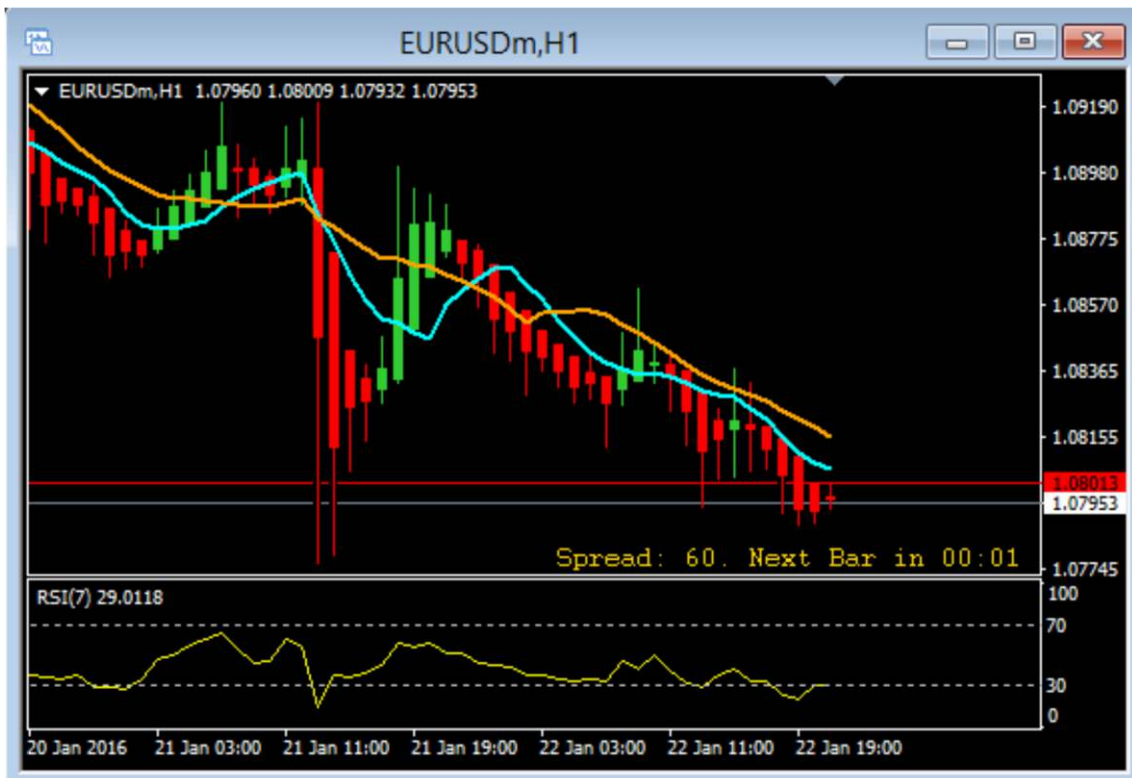 EURUSDm,H1
EURUSDm,H1 1.07960 1.08009 1.07932 1.07953
1.09190
1.08980
1.08775
1.08570
1.08365
1.08155
1.08013
1.07953
Spread: 60. Next Bar in 00:01
1.07745
RSI(7) 29.0118
100
70
30
0
20 Jan 2016 21 Jan 03:00 21 Jan 11:00 21 Jan 19:00 22 Jan 03:00 22 Jan 11:00 22 Jan 19:00